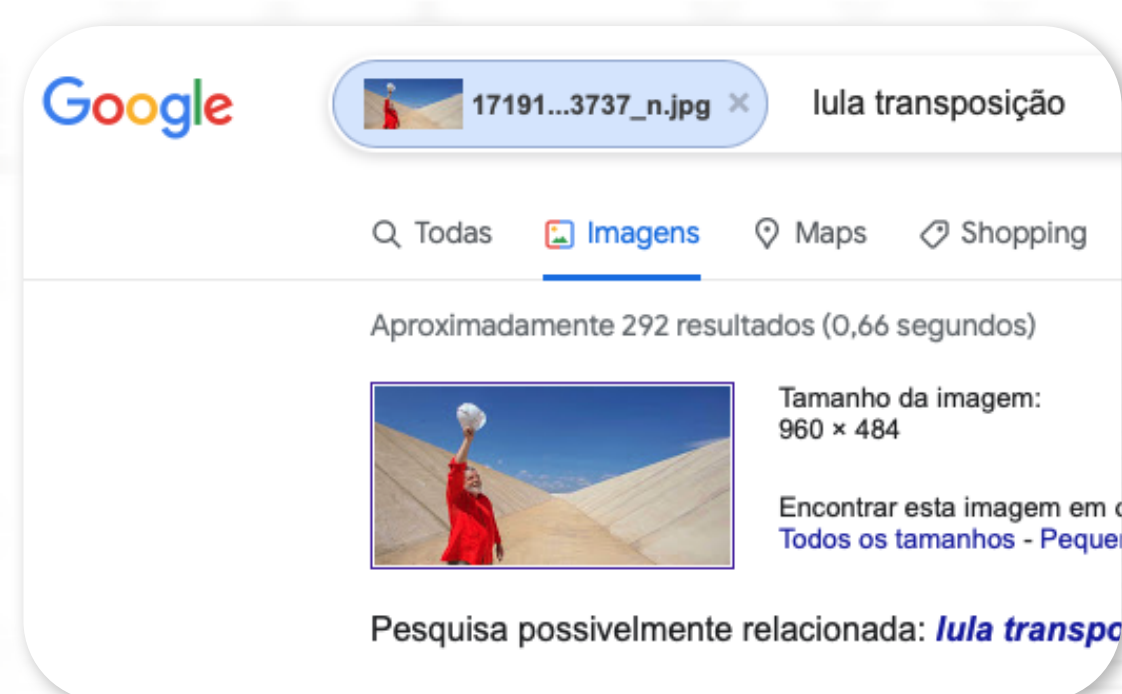 Google
17191...3737_n.jpg × lula transposição
Todas Imagens Maps Shopping
Aproximadamente 292 resultados (0,66 segundos)
Tamanho da imagem:
960 × 484
Encontrar esta imagem em
Todos os tamanhos -
Pesquisa possivelmente relacionada: lula